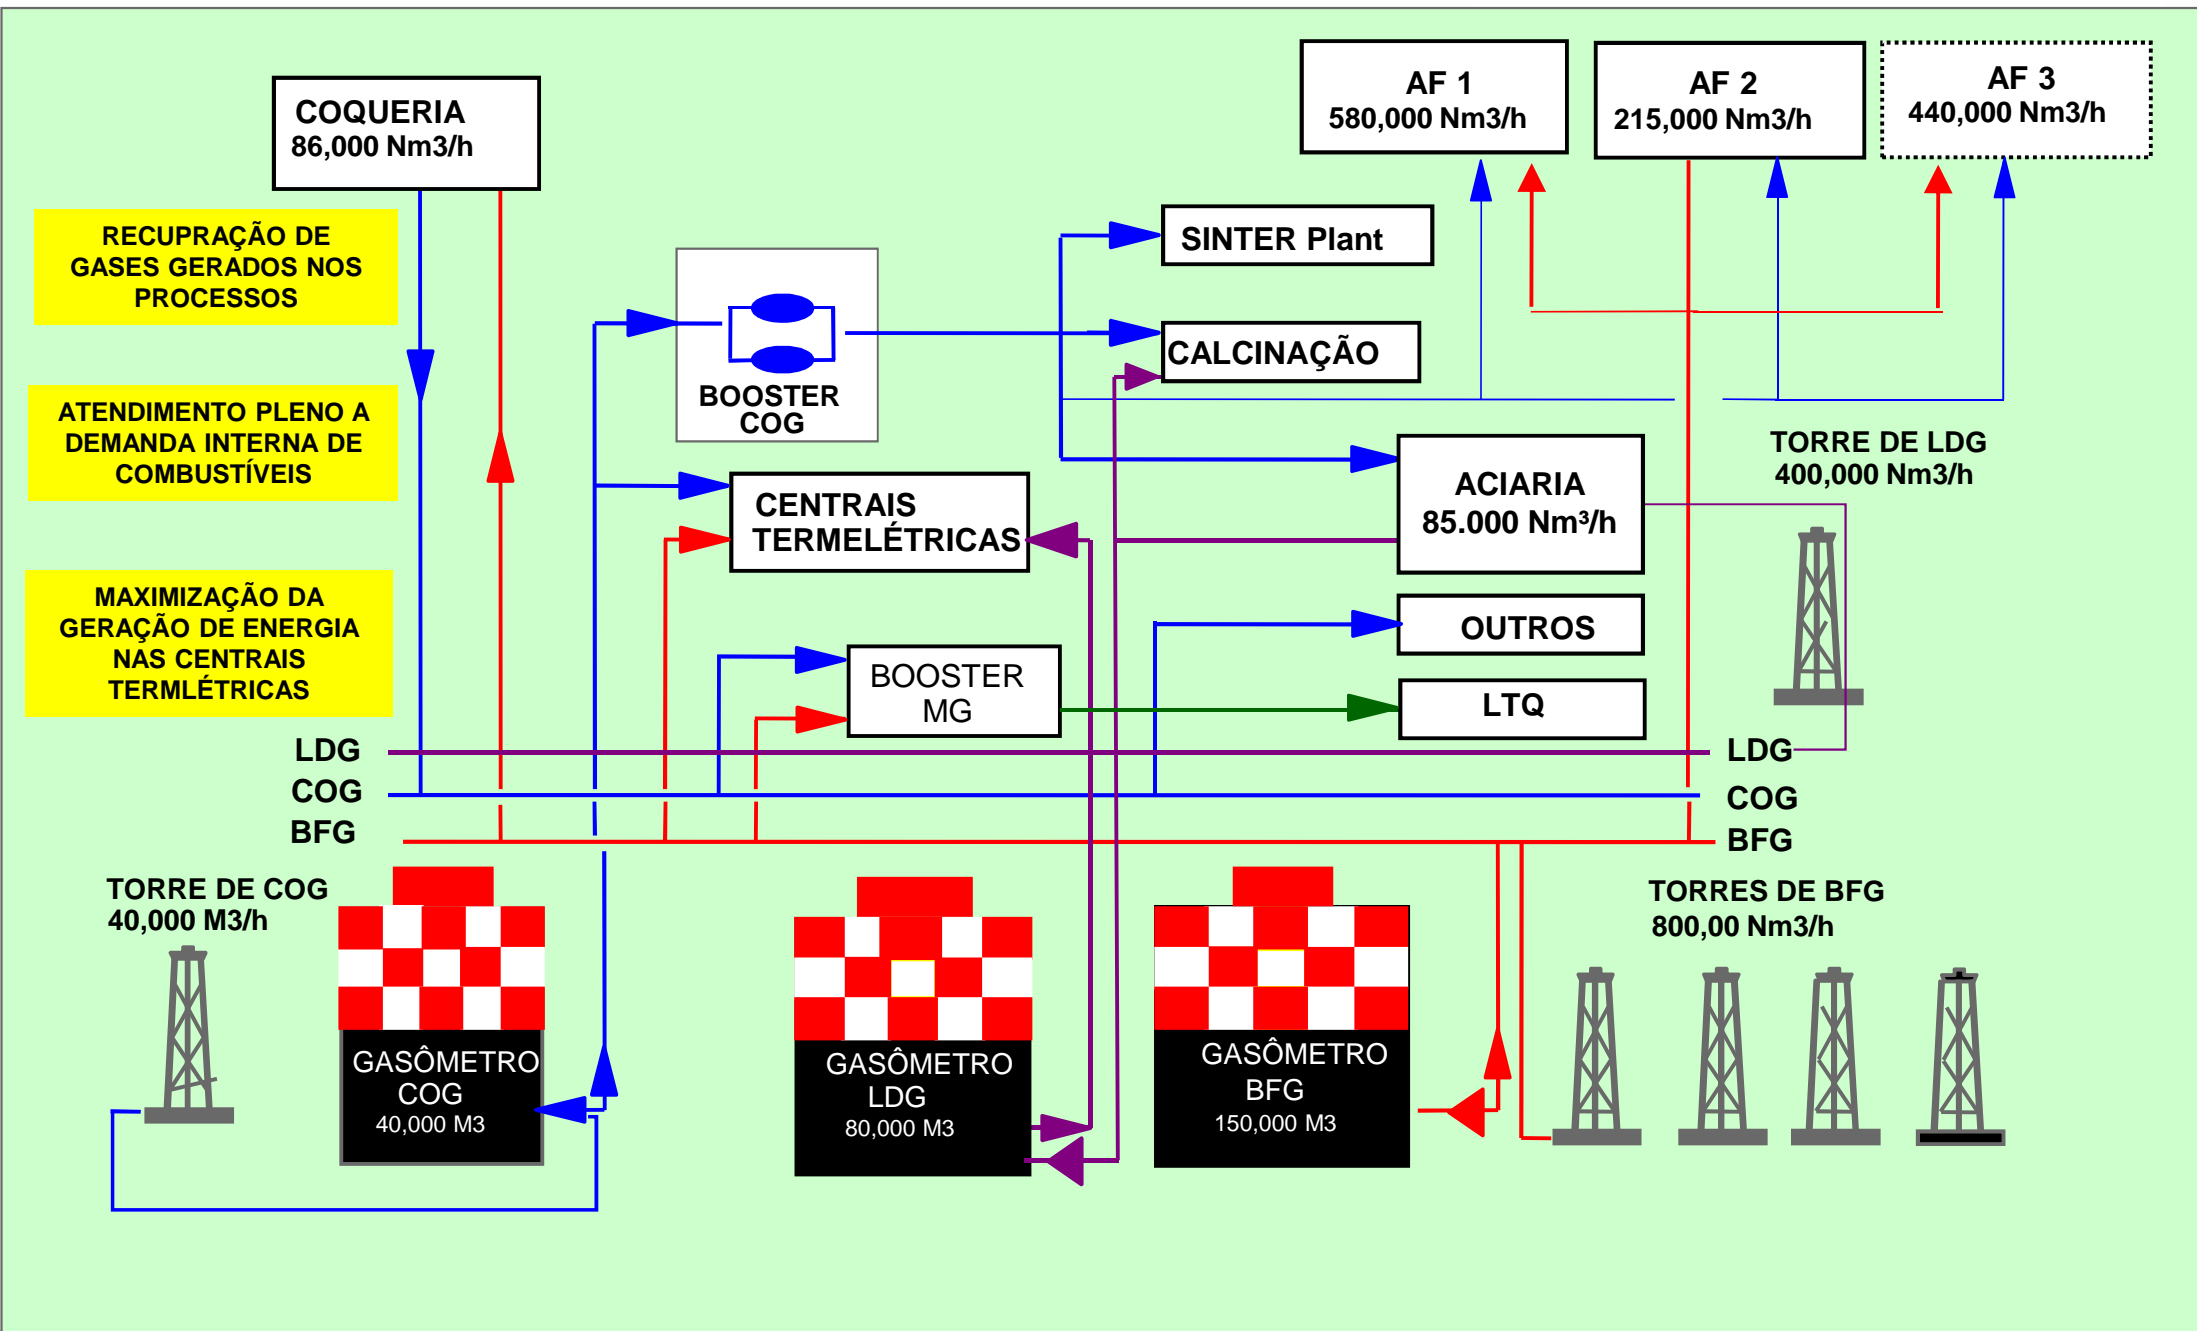 COQUERIA
86,000 Nm3/h
AF 1
580,000 Nm3/h
AF 2
215,000 Nm3/h
AF 3
440,000 Nm3/h
RECUPRAÇÃO DE
GASES GERADOS NOS
PROCESSOS
SINTER Plant
CALCINAÇÃO
BOOSTER
COG
ATENDIMENTO PLENO A
DEMANDA INTERNA DE
COMBUSTÍVEIS
TORRE DE LDG
400,000 Nm3/h
ACIARIA
85.000 Nm³/h
CENTRAIS
TERMELÉTRICAS
MAXIMIZAÇÃO DA
GERAÇÃO DE ENERGIA
NAS CENTRAIS
TERMLÉTRICAS
OUTROS
BOOSTER
MG
LTQ
LDG
LDG
COG
COG
BFG
BFG
TORRE DE COG
40,000 M3/h
TORRES DE BFG
800,00 Nm3/h
GASÔMETRO
COG
40,000 M3
GASÔMETRO
LDG
80,000 M3
GASÔMETRO
BFG
150,000 M3